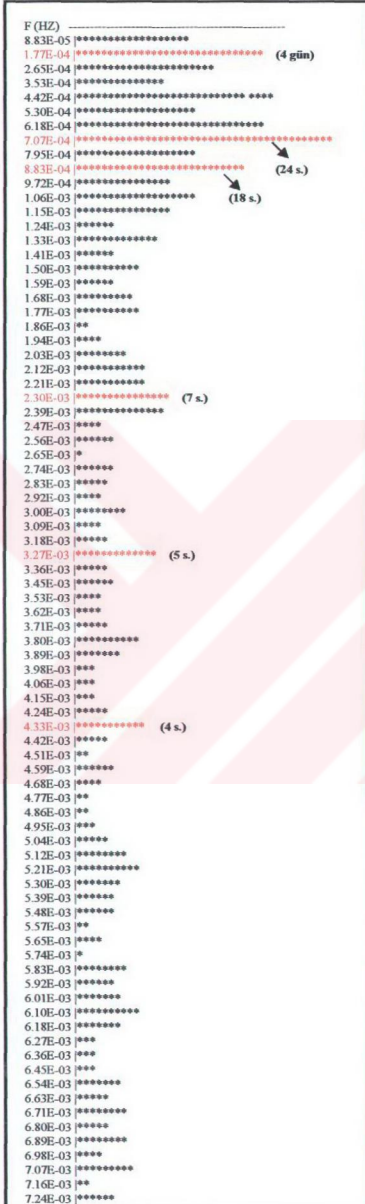 F (HZ) ------------------------------------
8.83E-05 |******************
1.77E-04 |****************************** (4 gün)
2.65E-04 |**********************
3.53E-04 |**************
4.42E-04 |*************************** ****
5.30E-04 |*******************
6.18E-04 |******************************
7.07E-04 |*****************************************
7.95E-04 |******************* (24 s.)
8.83E-04 |***************************
9.72E-04 |***************
1.06E-03 |******************* (18 s.)
1.15E-03 |***************
1.24E-03 |******
1.33E-03 |*************
1.41E-03 |******
1.50E-03 |**********
1.59E-03 |******
1.68E-03 |*********
1.77E-03 |**********
1.86E-03 |**
1.94E-03 |****
2.03E-03 |********
2.12E-03 |***********
2.21E-03 |***********
2.30E-03 |*************** (7 s.)
2.39E-03 |**************
2.47E-03 |****
2.56E-03 |******
2.65E-03 |*
2.74E-03 |******
2.83E-03 |*****
2.92E-03 |****
3.00E-03 |********
3.09E-03 |****
3.18E-03 |*****
3.27E-03 |************* (5 s.)
3.36E-03 |*****
3.45E-03 |******
3.53E-03 |****
3.62E-03 |****
3.71E-03 |*****
3.80E-03 |**********
3.89E-03 |*******
3.98E-03 |***
4.06E-03 |***
4.15E-03 |***
4.24E-03 |*****
4.33E-03 |*********** (4 s.)
4.42E-03 |*****
4.51E-03 |**
4.59E-03 |******
4.68E-03 |****
4.77E-03 |**
4.86E-03 |**
4.95E-03 |***
5.04E-03 |*****
5.12E-03 |********
5.21E-03 |**********
5.30E-03 |*******
5.39E-03 |******
5.48E-03 |******
5.57E-03 |**
5.65E-03 |****
5.74E-03 |*
5.83E-03 |********
5.92E-03 |******
6.01E-03 |*******
6.10E-03 |**********
6.18E-03 |*******
6.27E-03 |***
6.36E-03 |***
6.45E-03 |***
6.54E-03 |*******
6.63E-03 |*****
6.71E-03 |********
6.80E-03 |*****
6.89E-03 |********
6.98E-03 |****
7.07E-03 |*********
7.16E-03 |**
7.24E-03 |******